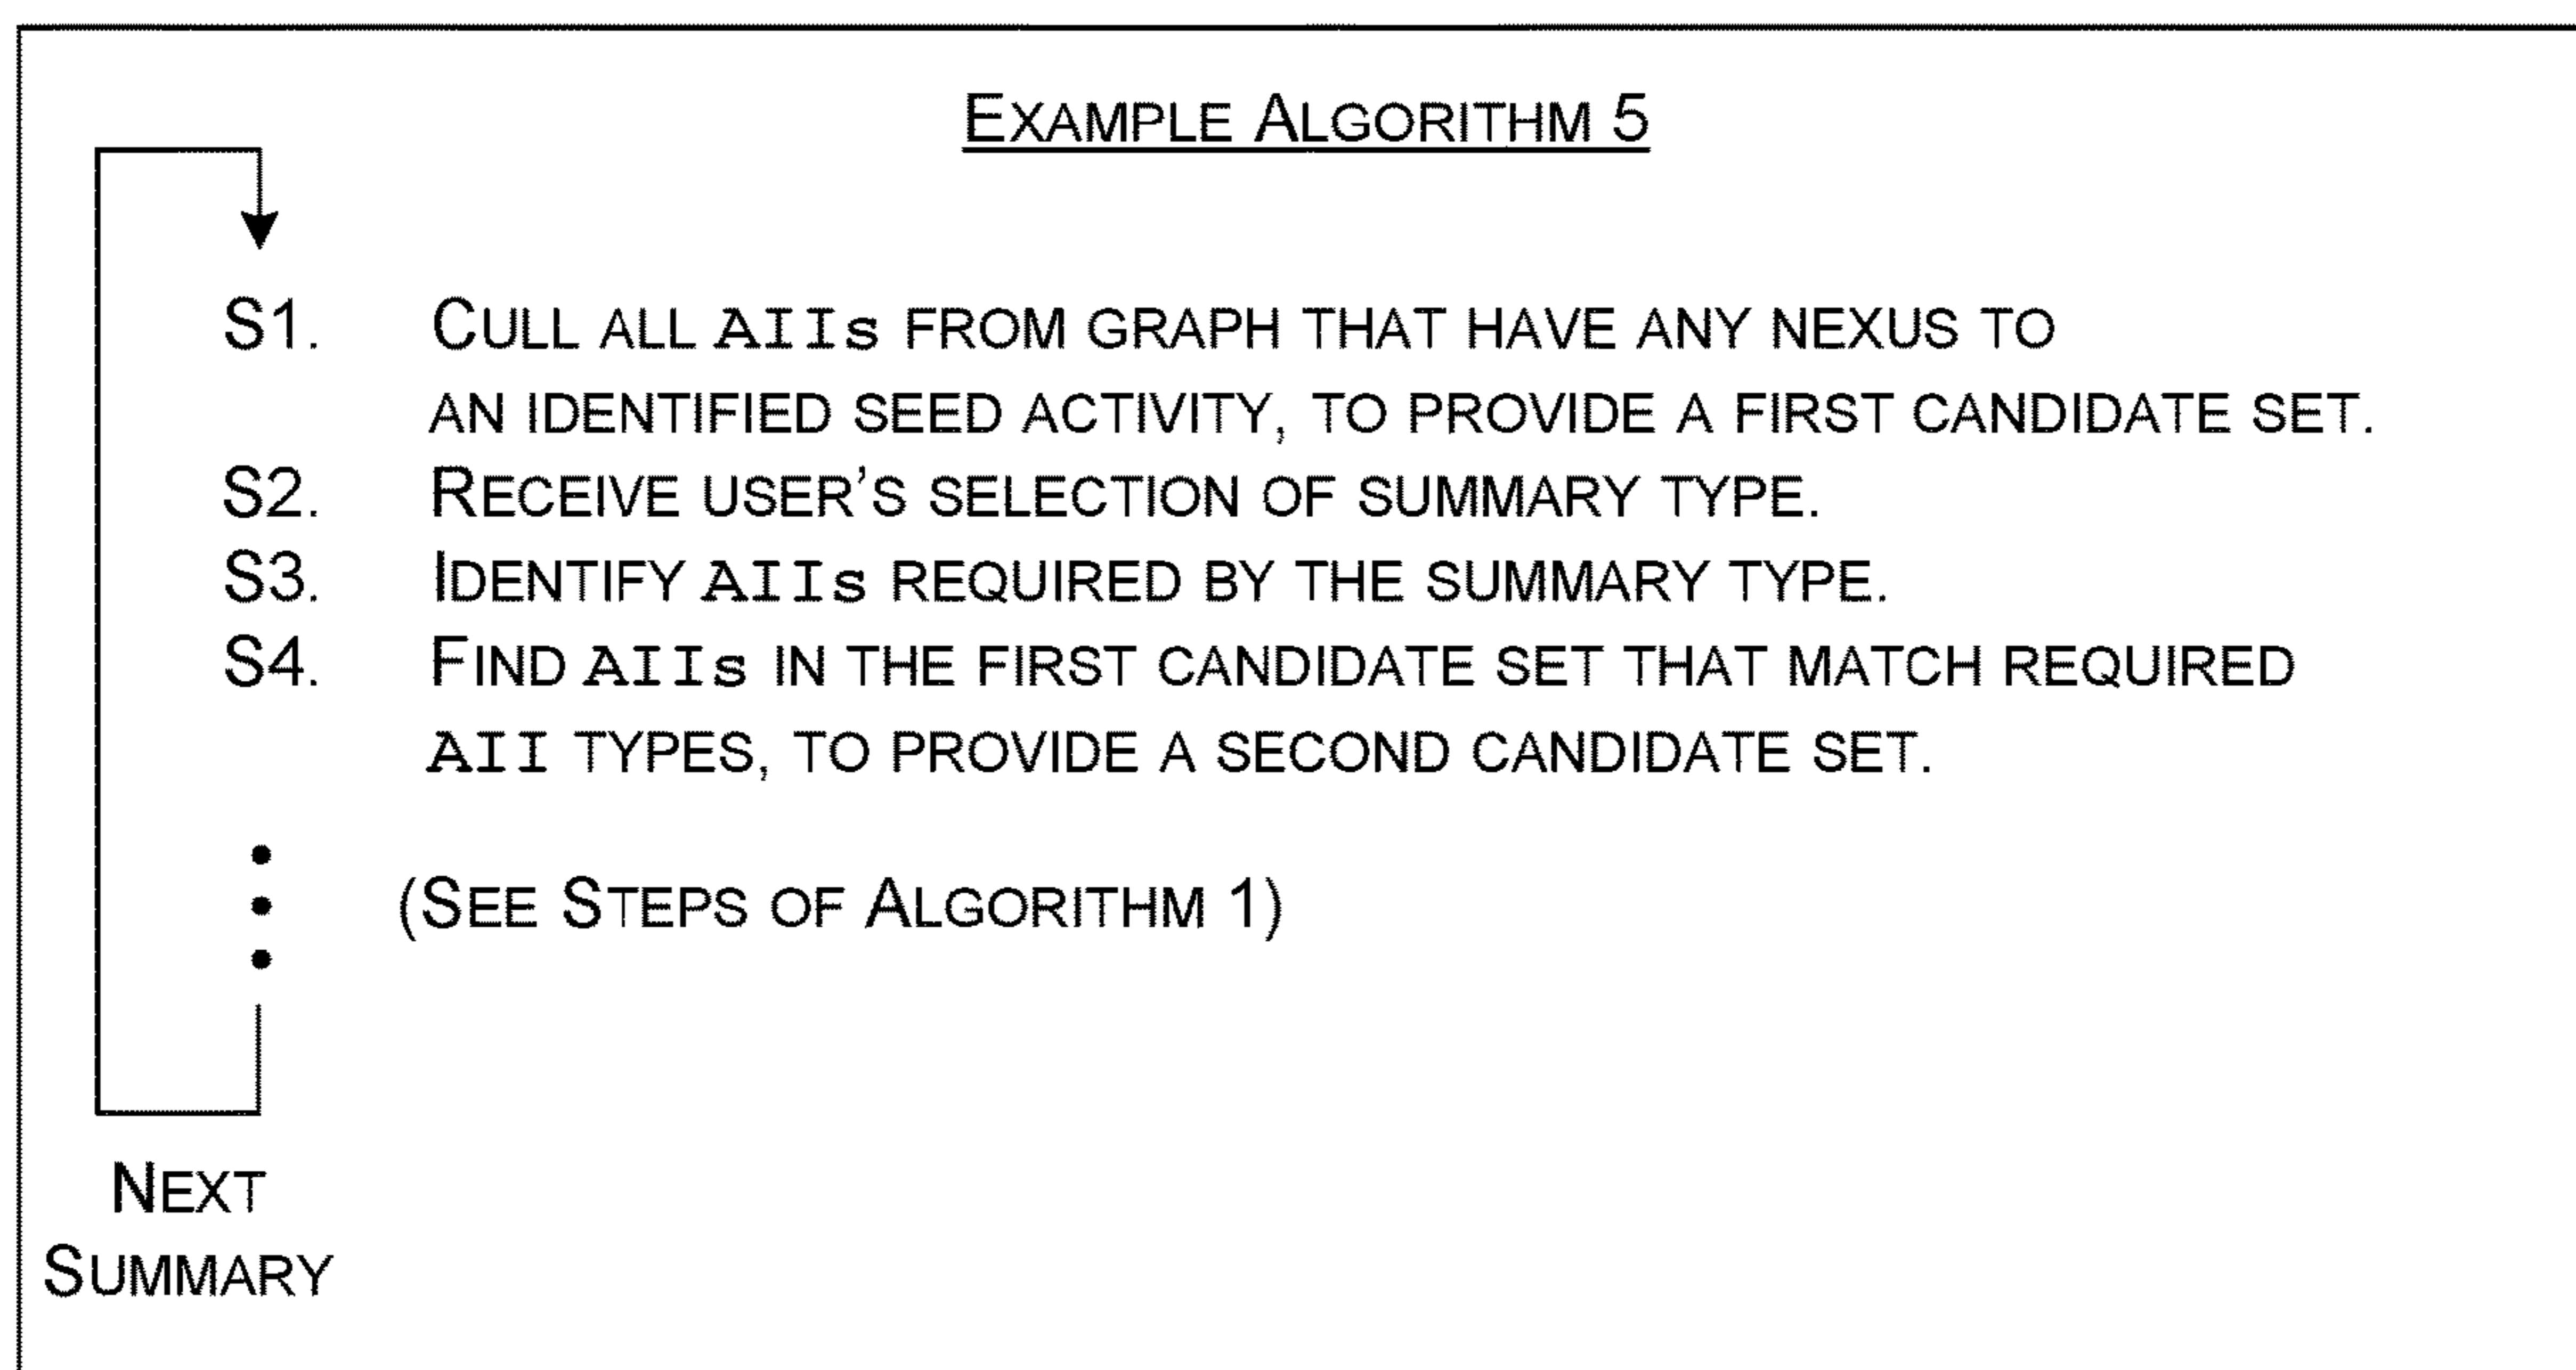 EXAMPLE ALGORITHM 5
S1. CULL ALL AIIs FROM GRAPH THAT HAVE ANY NEXUS TO
AN IDENTIFIED SEED ACTIVITY, TO PROVIDE A FIRST CANDIDATE SET.
S2. RECEIVE USER'S SELECTION OF SUMMARY TYPE.
S3. IDENTIFY AIIs REQUIRED BY THE SUMMARY TYPE.
S4. FIND AIIs IN THE FIRST CANDIDATE SET THAT MATCH REQUIRED
AII TYPES, TO PROVIDE A SECOND CANDIDATE SET.
(SEE STEPS OF ALGORITHM 1)
NEXT
SUMMARY